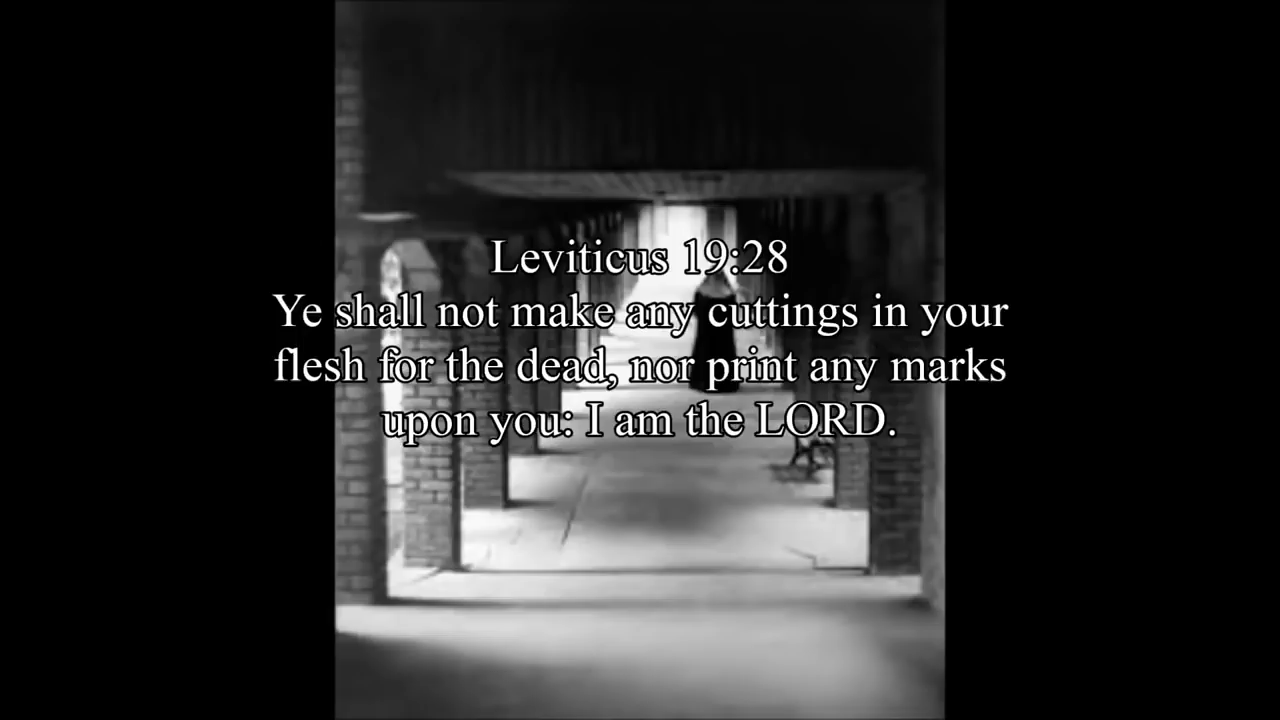 Leviticus 19:28
Ye shall not make any cuttings in your
flesh for the dead, nor print any marks
upon you: I am the LORD.